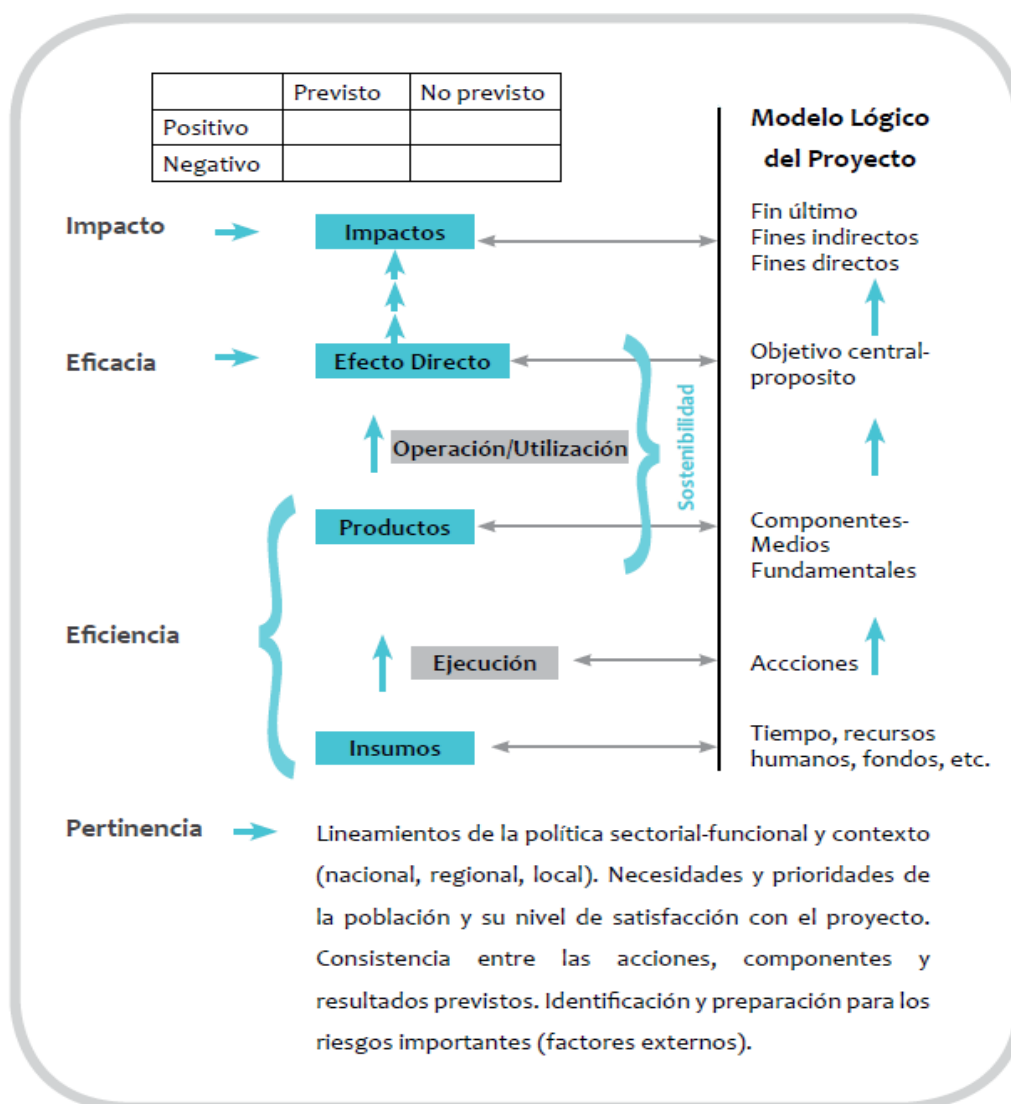 Previsto No previsto
Positivo
Negativo
Modelo Lógico
del Proyecto
Impacto
Impactos
Fin último
Fines indirectos
Fines directos
Eficacia
Efecto Directo
Objetivo central-
proposito
Operación/Utilización
Sostenibilidad
Productos
Componentes-
Medios
Fundamentales
Eficiencia
Ejecución
Accciones
Insumos
Tiempo, recursos
humanos, fondos, etc.
Pertinencia
Lineamientos de la política sectorial-funcional y contexto
(nacional, regional, local). Necesidades y prioridades de
la población y su nivel de satisfacción con el proyecto.
Consistencia entre las acciones, componentes y
resultados previstos. Identificación y preparación para los
riesgos importantes (factores externos).